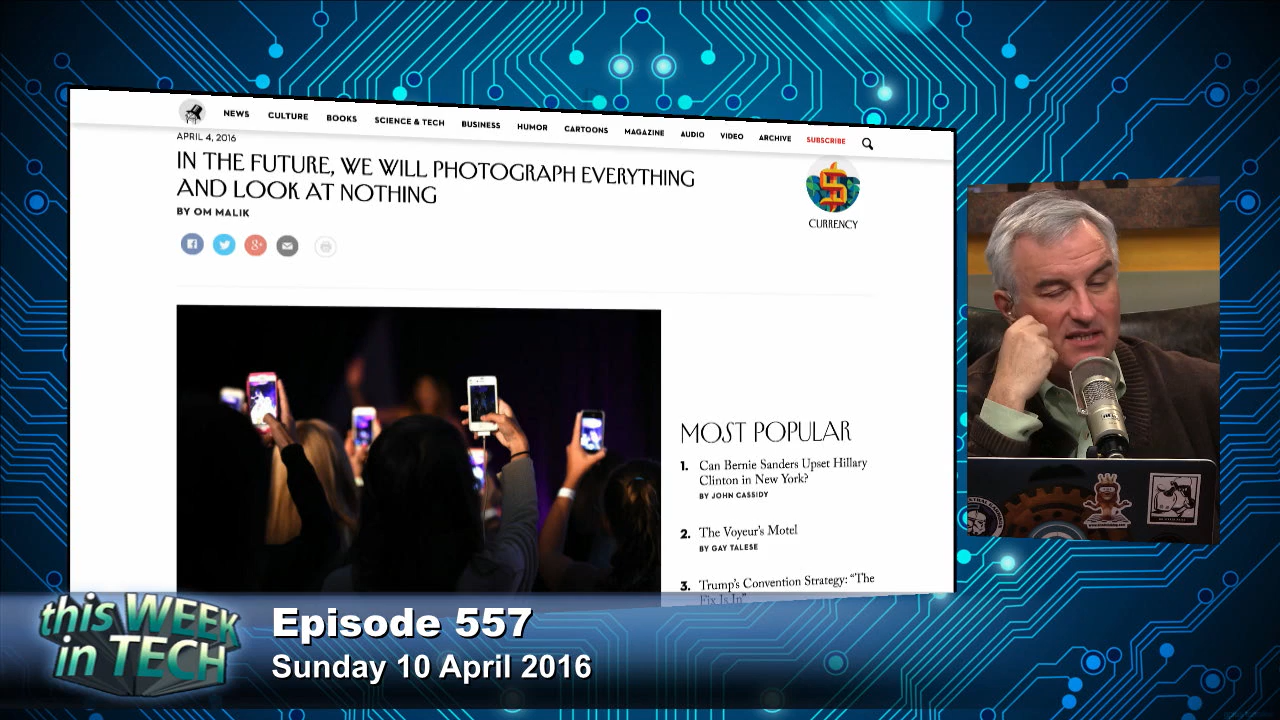 NEWS CULTURE BOOKS SCIENCE & TECH BUSINESS HUMOR CARTOONS MAGAZINE AUDIO VIDEO ARCHIVE SUBSCRIBE
APRIL 4, 2016
IN THE FUTURE, WE WILL PHOTOGRAPH EVERYTHING
AND LOOK AT NOTHING
BY OM MALIK
CURRENCY
MOST POPULAR
1. Can Bernie Sanders Upset Hillary
Clinton in New York?
BY JOHN CASSIDY
2. The Voyeur's Motel
BY GAY TALESE
3. Trump's Convention Strategy: “The
Fix Is In”
this WEEK
in TECH
Episode 557
Sunday 10 April 2016